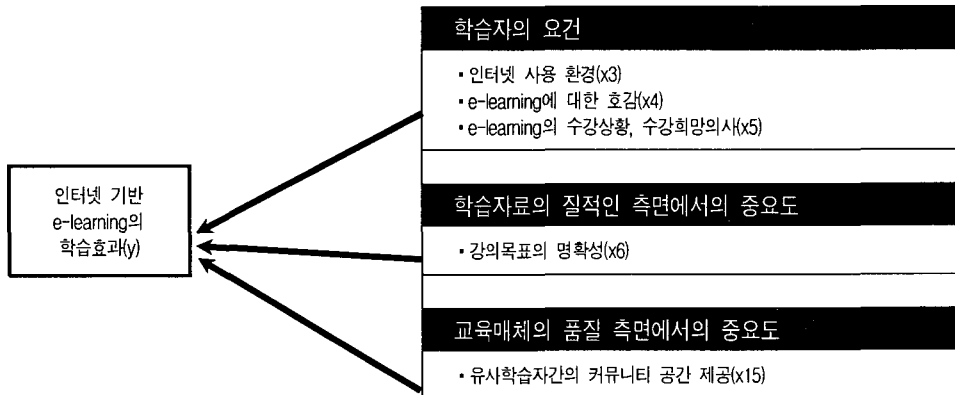 학습자의 요건
▪ 인터넷 사용 환경(x3)
▪ e-learning에 대한 호감(x4)
▪ e-learning의 수강상황, 수강희망의사(x5)
인터넷 기반
e-learning의
학습효과(y)
학습자료의 질적인 측면에서의 중요도
▪ 강의목표의 명확성(x6)
교육매체의 품질 측면에서의 중요도
▪ 유사학습자간의 커뮤니티 공간 제공(x15)